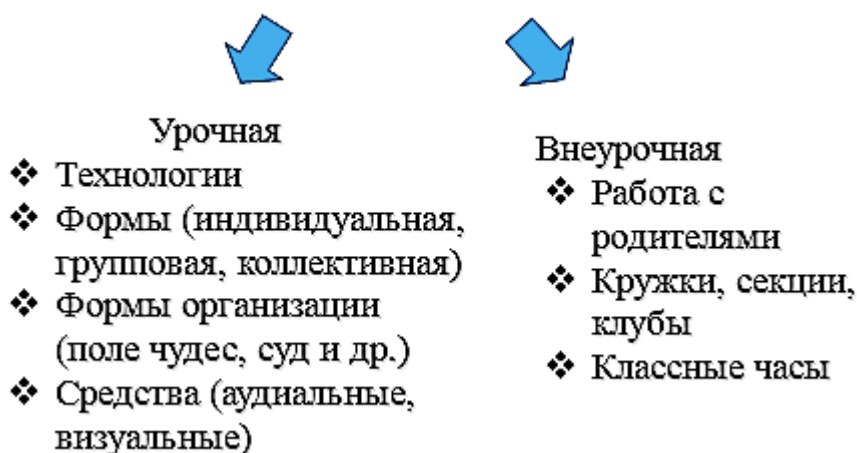 Урочная
❖ Технологии
❖ Формы (индивидуальная,
групповая, коллективная)
❖ Формы организации
(поле чудес, суд и др.)
❖ Средства (аудиальные,
визуальные)
Внеурочная
❖ Работа с
родителями
❖ Кружки, секции,
клубы
❖ Классные часы